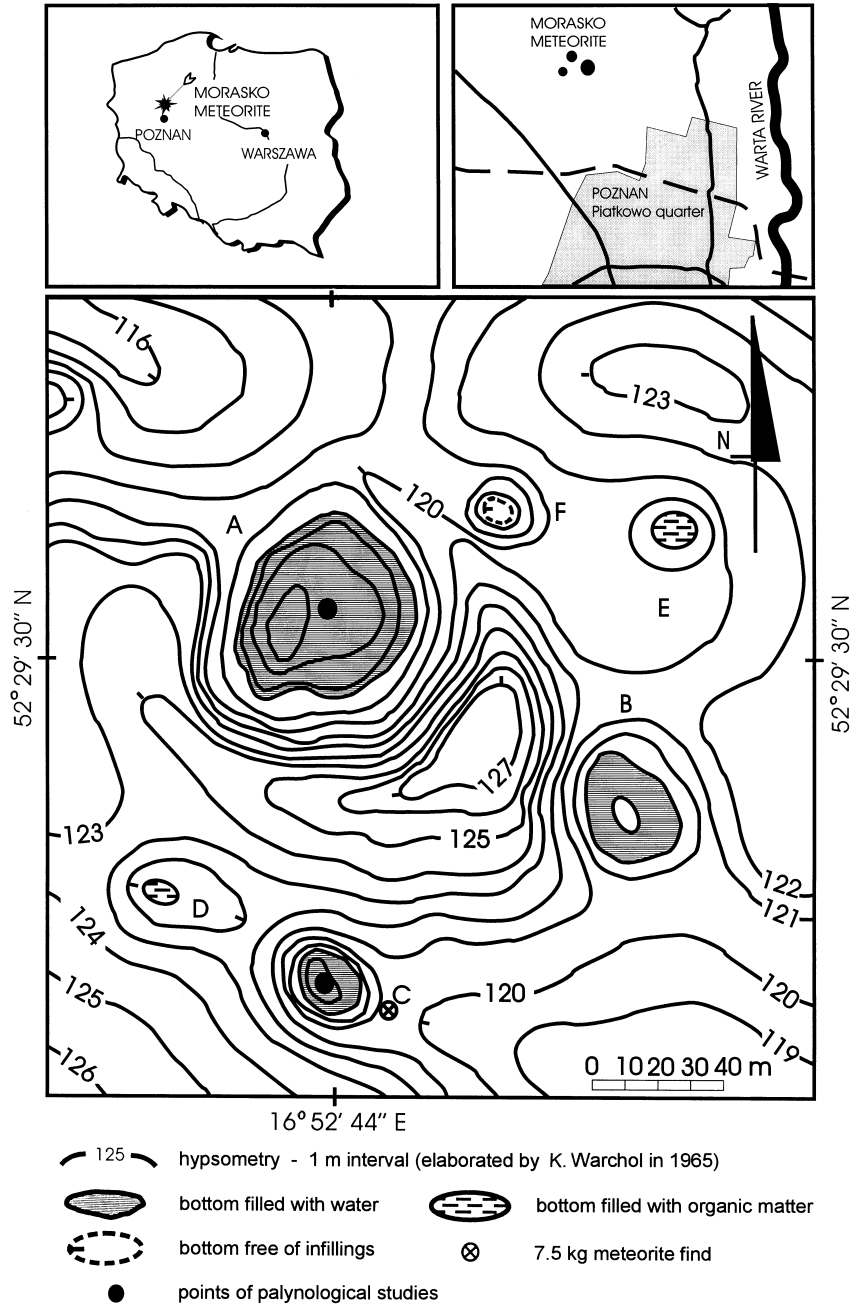 MORASKO
METEORITE
POZNAN
WARSZAWA
MORASKO
METEORITE
WARTA RIVER
POZNAN
Piatkowo quarter
116
123
N
A
120
F
E
52° 29' 30" N
52° 29' 30" N
B
127
123
125
122
121
D
124
C
125
120
120
119
126
0 10 20 30 40 m
16° 52' 44" E
125
hypsometry - 1 m interval (elaborated by K. Warchol in 1965)
bottom filled with water
bottom filled with organic matter
bottom free of infillings
7.5 kg meteorite find
points of palynological studies